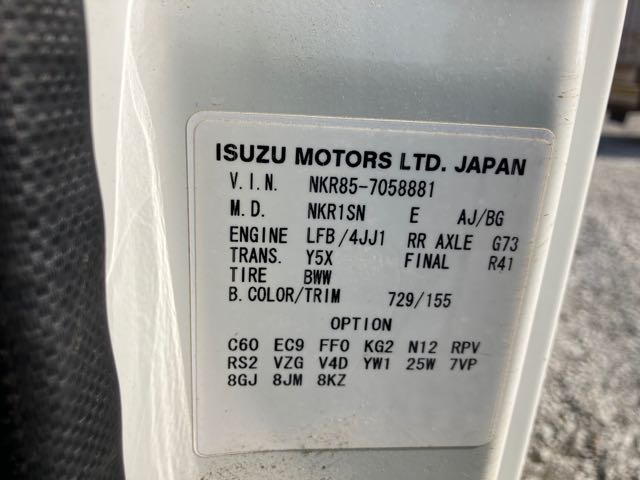 ISUZU MOTORS LTD. JAPAN
V.I.N. NKR85-7058881
M.D. NKR1SN E AJ/BG
ENGINE LFB/4JJ1 RR AXLE G73
TRANS. Y5X FINAL R41
TIRE BWW
B.COLOR/TRIM 729/155
OPTION
C60 EC9 FF0 KG2 N12 RPV
RS2 VZG V4D YW1 25W 7VP
8GJ 8JM 8KZ